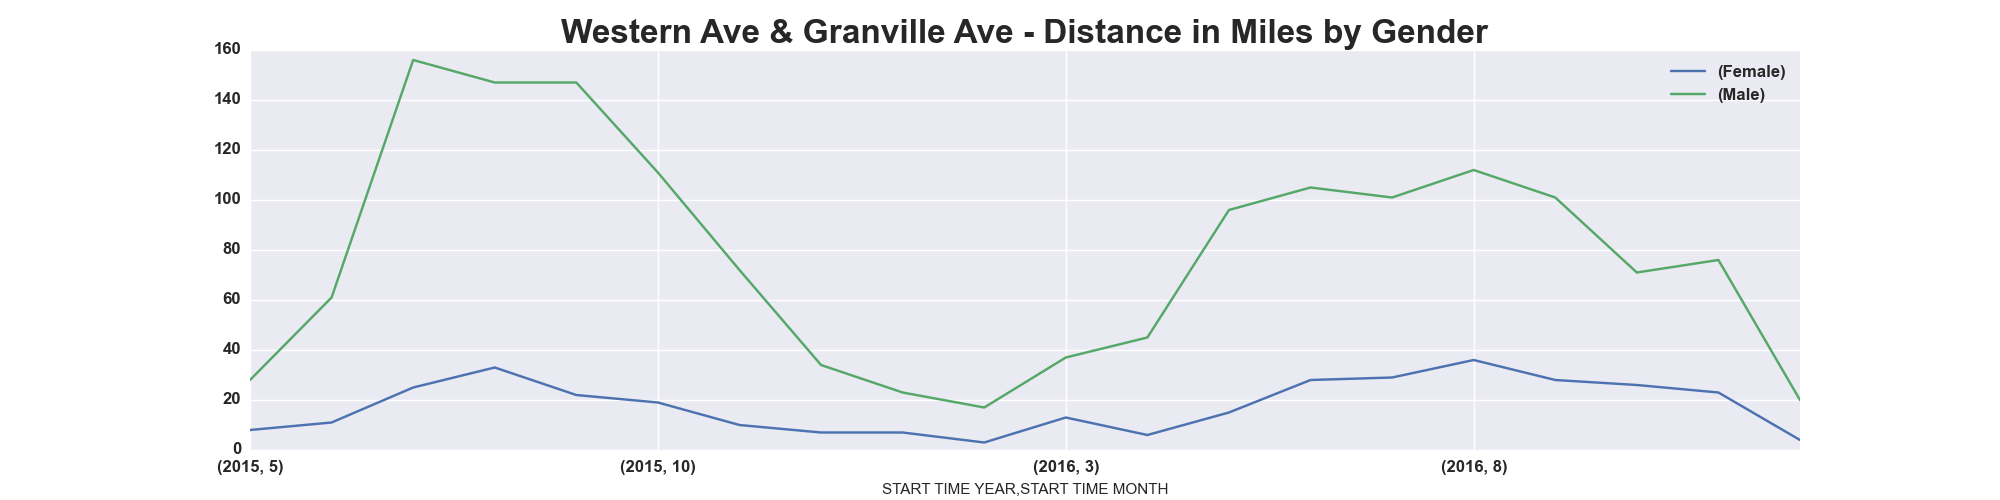 Western Ave & Granville Ave - Distance in Miles by Gender
160
140
120
100
80
60
40
20
0
(Female)
(Male)
(2015, 5) (2015, 10) (2016, 3) (2016, 8)
START TIME YEAR,START TIME MONTH